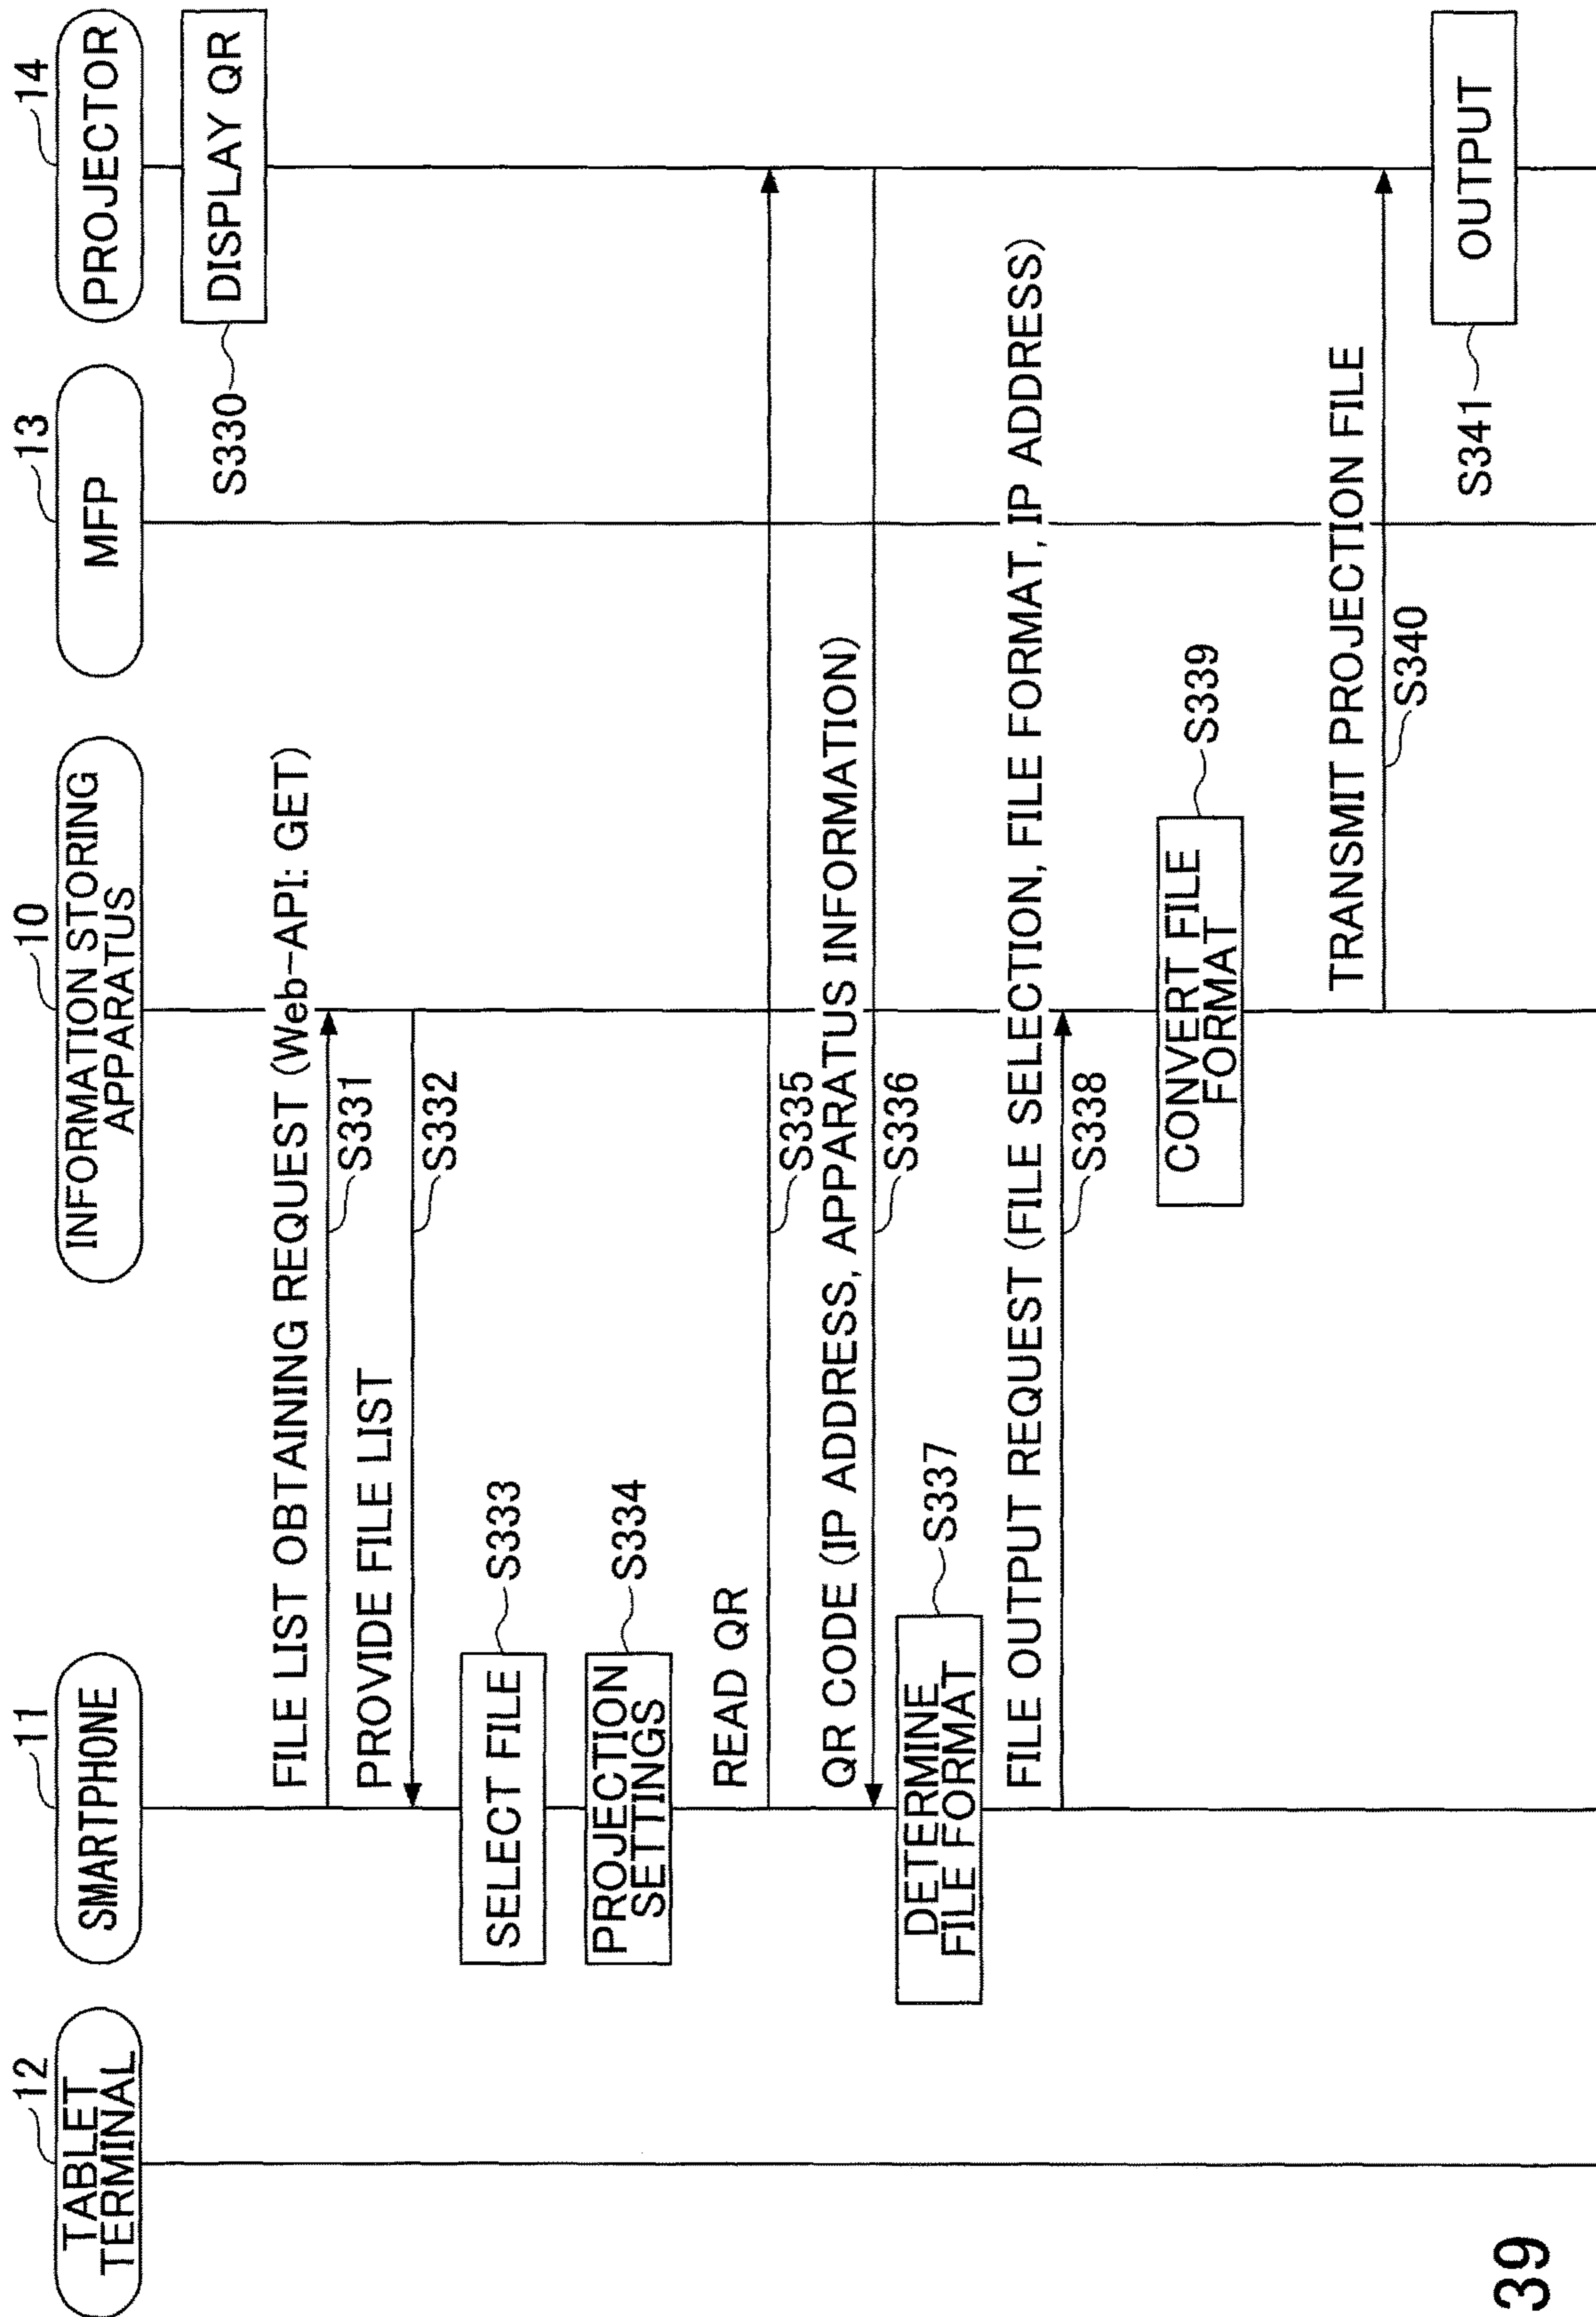 12
TABLET
TERMINAL
11
SMARTPHONE
10
INFORMATION STORING
APPARATUS
13
MFP
14
PROJECTOR
DISPLAY QR
S330
FILE LIST OBTAINING REQUEST (Web-API: GET)
S331
PROVIDE FILE LIST
S332
SELECT FILE
S333
PROJECTION
SETTINGS
S334
READ QR
S335
QR CODE (IP ADDRESS, APPARATUS INFORMATION)
S336
DETERMINE
FILE FORMAT
S337
FILE OUTPUT REQUEST (FILE SELECTION, FILE FORMAT, IP ADDRESS)
S338
CONVERT FILE
FORMAT
S339
TRANSMIT PROJECTION FILE
S340
OUTPUT
S341
39